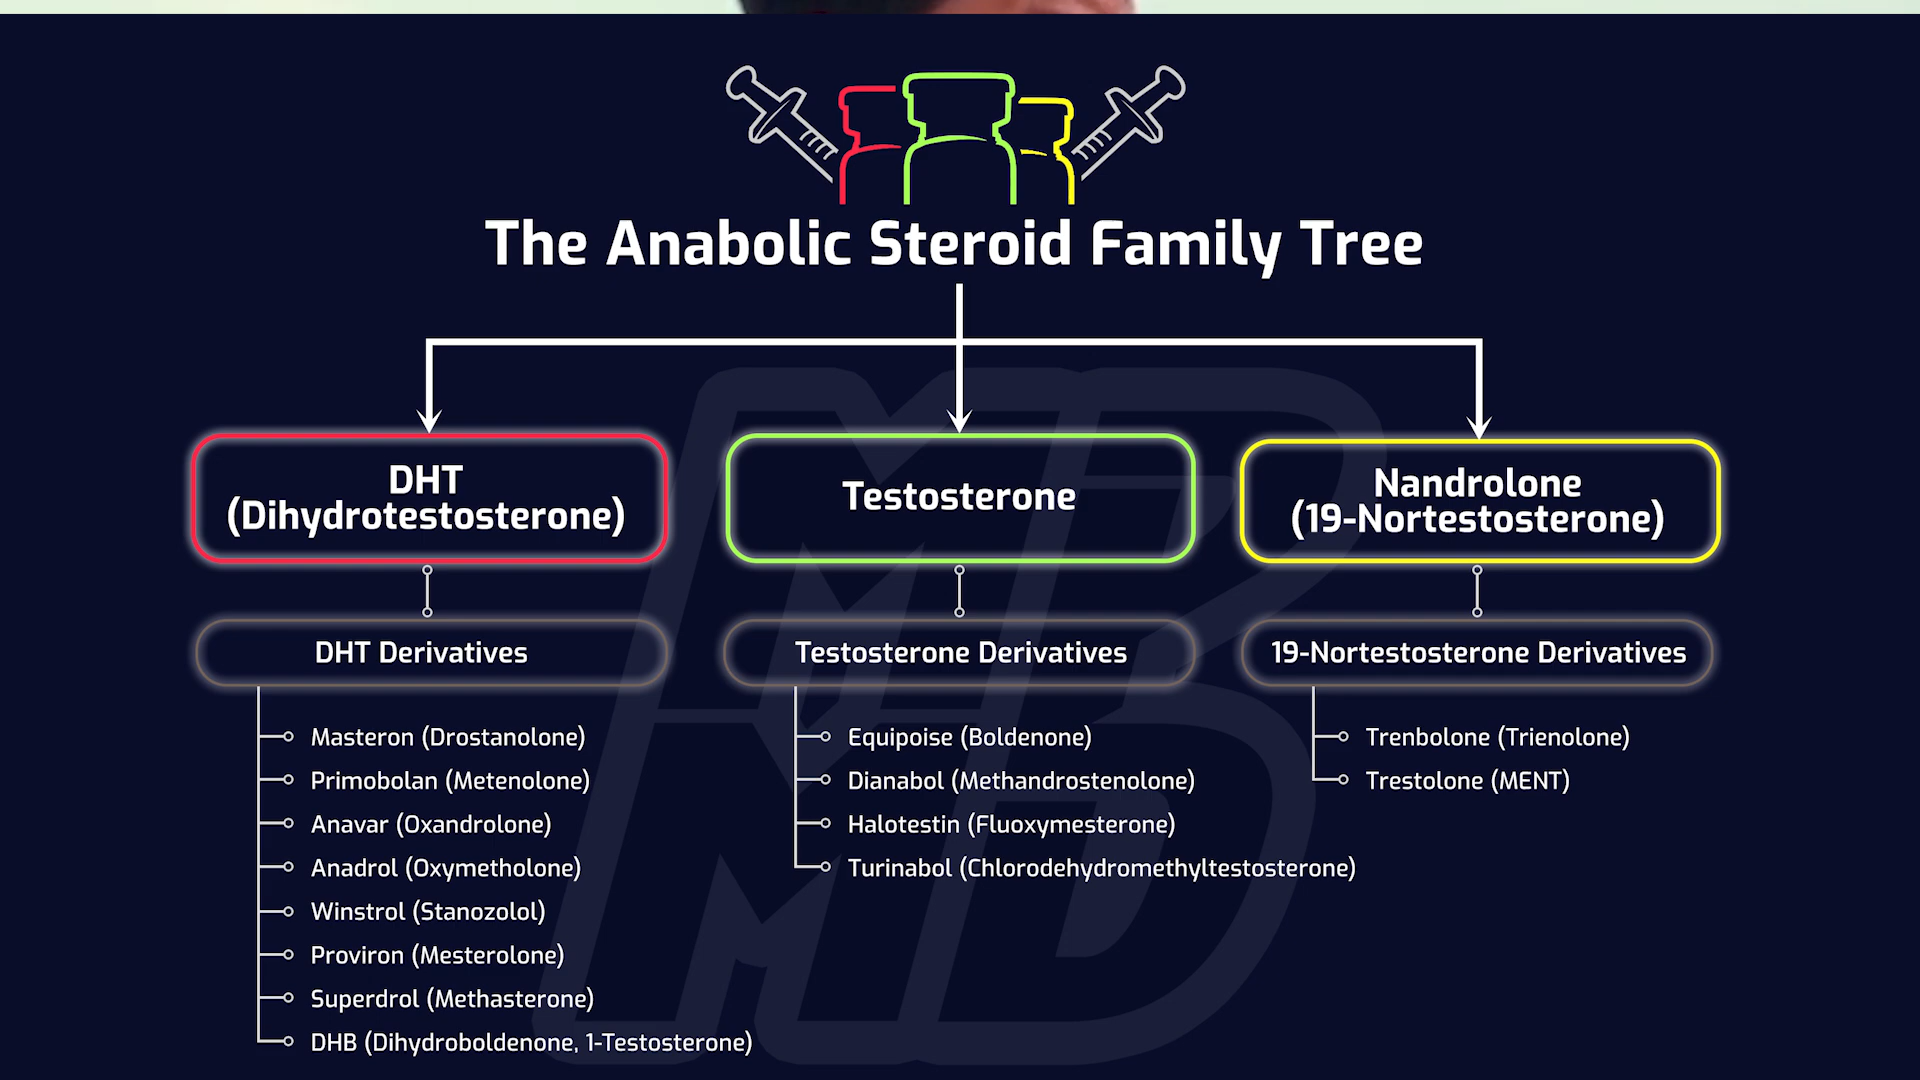 The Anabolic Steroid Family Tree
DHT
(Dihydrotestosterone)
Testosterone
Nandrolone
(19-Nortestosterone)
DHT Derivatives
Masteron (Drostanolone)
Primobolan (Metenolone)
Anavar (Oxandrolone)
Anadrol (Oxymetholone)
Winstrol (Stanozolol)
Proviron (Mesterolone)
Superdrol (Methasterone)
DHB (Dihydroboldenone, 1-Testosterone)
Testosterone Derivatives
Equipoise (Boldenone)
Dianabol (Methandrostenolone)
Halotestin (Fluoxymesterone)
Turinabol (Chlorodehydromethyltestosterone)
19-Nortestosterone Derivatives
Trenbolone (Trienolone)
Trestolone (MENT)